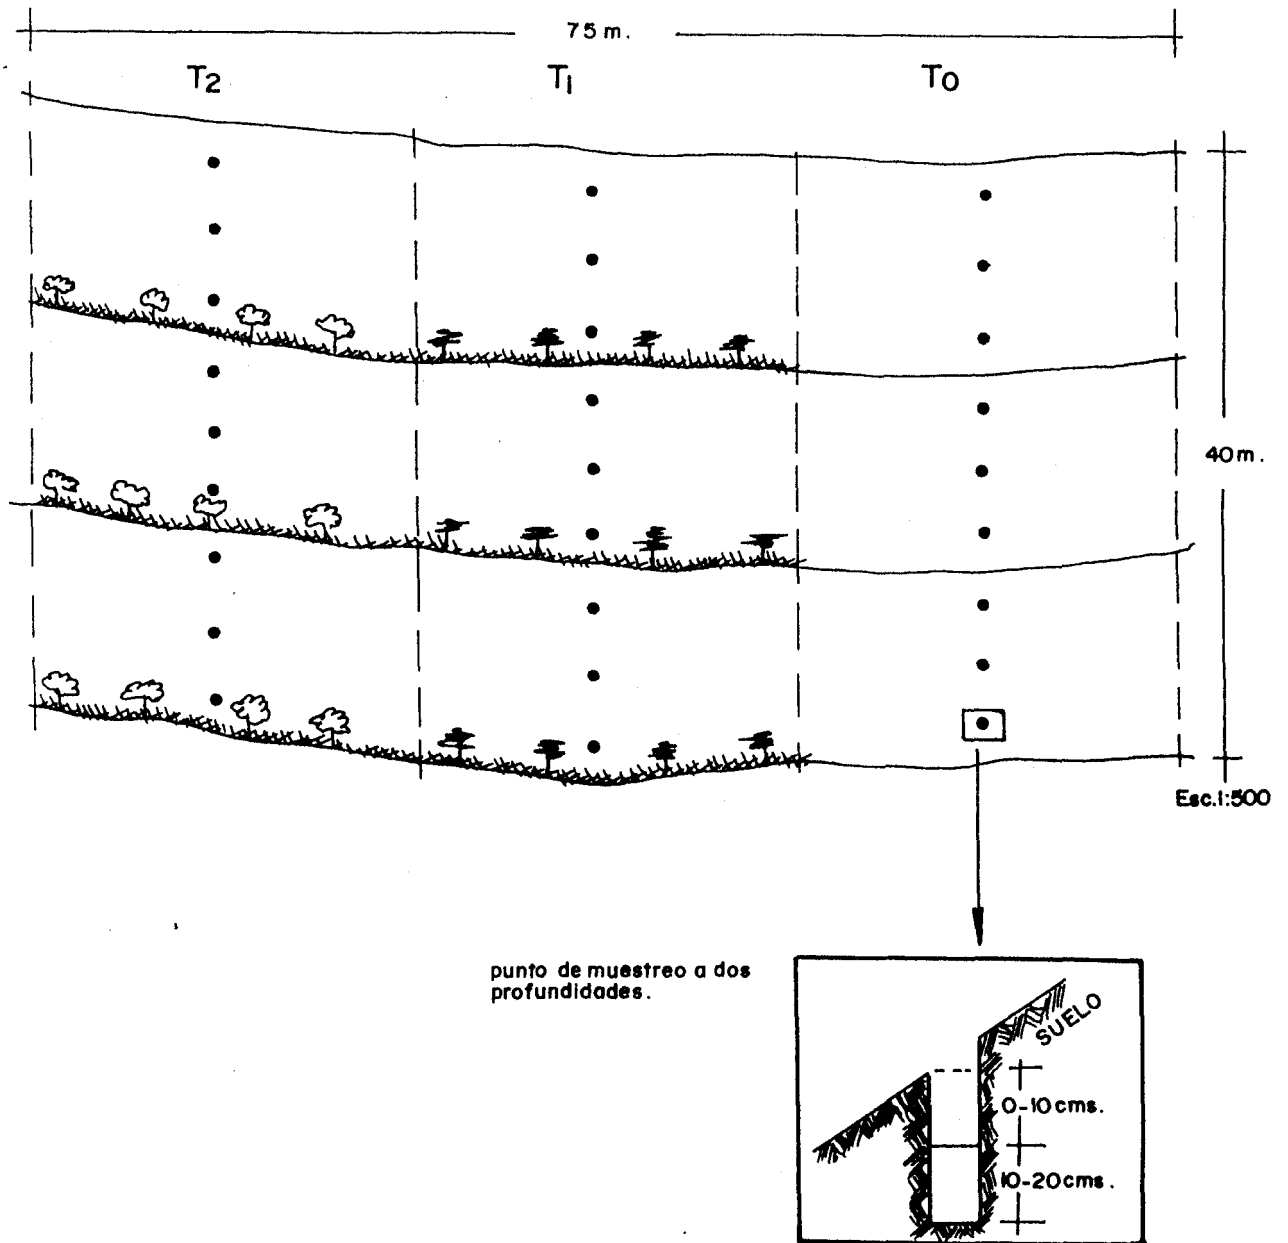 75 m.
T2 T1 T0
40 m.
Esc. 1:500
punto de muestreo a dos
profundidades.
SUELO
0-10 cms.
10-20 cms.